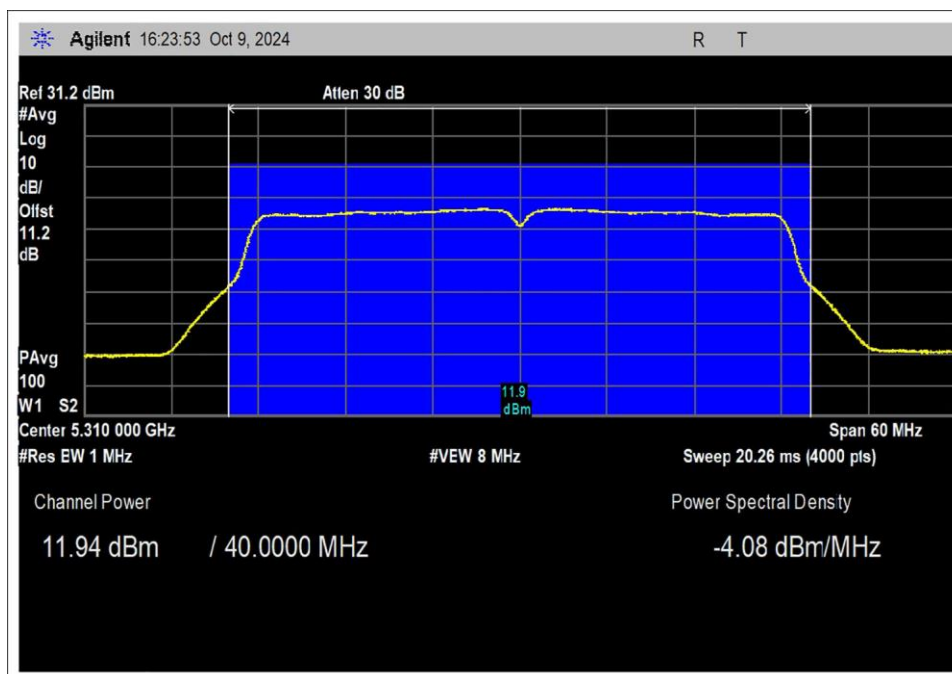 Agilent 16:23:53 Oct 9, 2024 R T
Ref 31.2 dBm Atten 30 dB
#Avg
Log
10
dB/
Offst
11.2
dB
PAvg
100
W1 S2
11.9
dBm
Center 5.310 000 GHz Span 60 MHz
#Res BW 1 MHz #VBW 8 MHz Sweep 20.26 ms (4000 pts)
Channel Power Power Spectral Density
11.94 dBm / 40.0000 MHz -4.08 dBm/MHz